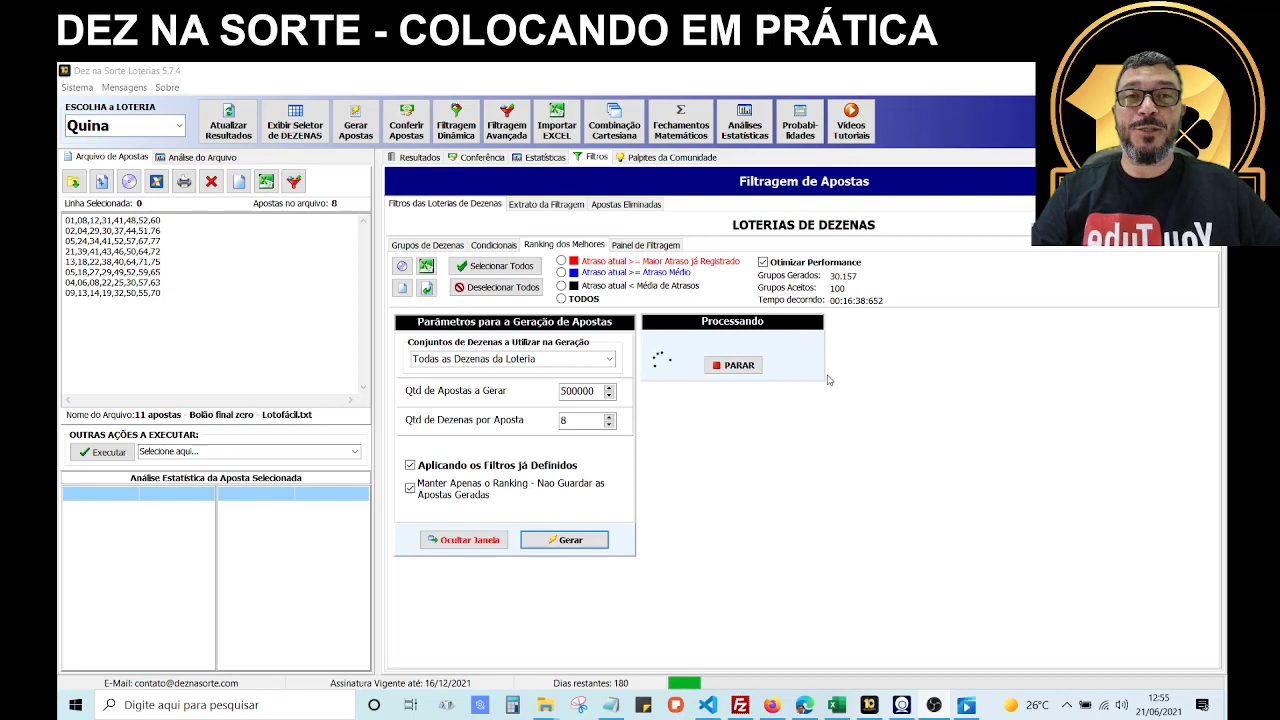 DEZ NA SORTE - COLOCANDO EM PRÁTICA
Dez na Sorte Loterias 5.7.4
Sistema Mensagens Sobre
ESCOLHA a LOTERIA
Quina
Atualizar Resultados
Exibir Seletor de DEZENAS
Gerar Apostas
Conferir Apostas
Filtragem Dinâmica
Filtragem Avançada
Importar EXCEL
Combinação Cartesiana
Fechamentos Matemáticos
Análises Estatísticas
Probabi-lidades
Vídeos Tutoriais
Arquivo de Apostas Análise do Arquivo
Linha Selecionada: 0 Apostas no arquivo: 8
01,08,12,31,41,48,52,60
02,04,29,30,37,44,51,76
05,24,34,41,52,57,67,77
21,39,41,43,46,50,54,71
13,18,22,38,40,64,71,75
05,18,27,29,49,52,59,65
04,06,08,22,25,30,57,63
09,13,14,19,32,50,55,70
Nome do Arquivo:11 apostas - Bolão final zero - Lotofácil.txt
OUTRAS AÇÕES A EXECUTAR:
Executar Selecione aqui...
Análise Estatística da Aposta Selecionada
Resultados Conferência Estatísticas Filtros Palpites da Comunidade
Filtragem de Apostas
Filtros das Loterias de Dezenas Extrato da Filtragem Apostas Eliminadas
LOTERIAS DE DEZENAS
Grupos de Dezenas Condicionais Ranking dos Melhores Painel de Filtragem
Selecionar Todos
Deselecionar Todos
Atraso atual >= Maior Atraso já Registrado
Atraso atual >= Atraso Médio
Atraso atual < Média de Atrasos
TODOS
Otimizar Performance
Grupos Gerados: 30.157
Grupos Aceitos: 100
Tempo decorrido: 00:16:38:652
Parâmetros para a Geração de Apostas
Conjuntos de Dezenas a Utilizar na Geração
Todas as Dezenas da Loteria
Qtd de Apostas a Gerar 500000
Qtd de Dezenas por Aposta 8
Aplicando os Filtros já Definidos
Manter Apenas o Ranking - Nao Guardar as
Apostas Geradas
Ocultar Janela Gerar
Processando
PARAR
YouTube
E-Mail: contato@deznasorte.com Assinatura Vigente até: 16/12/2021 Dias restantes: 180
Digite aqui para pesquisar
26°C
12:55
21/06/2021